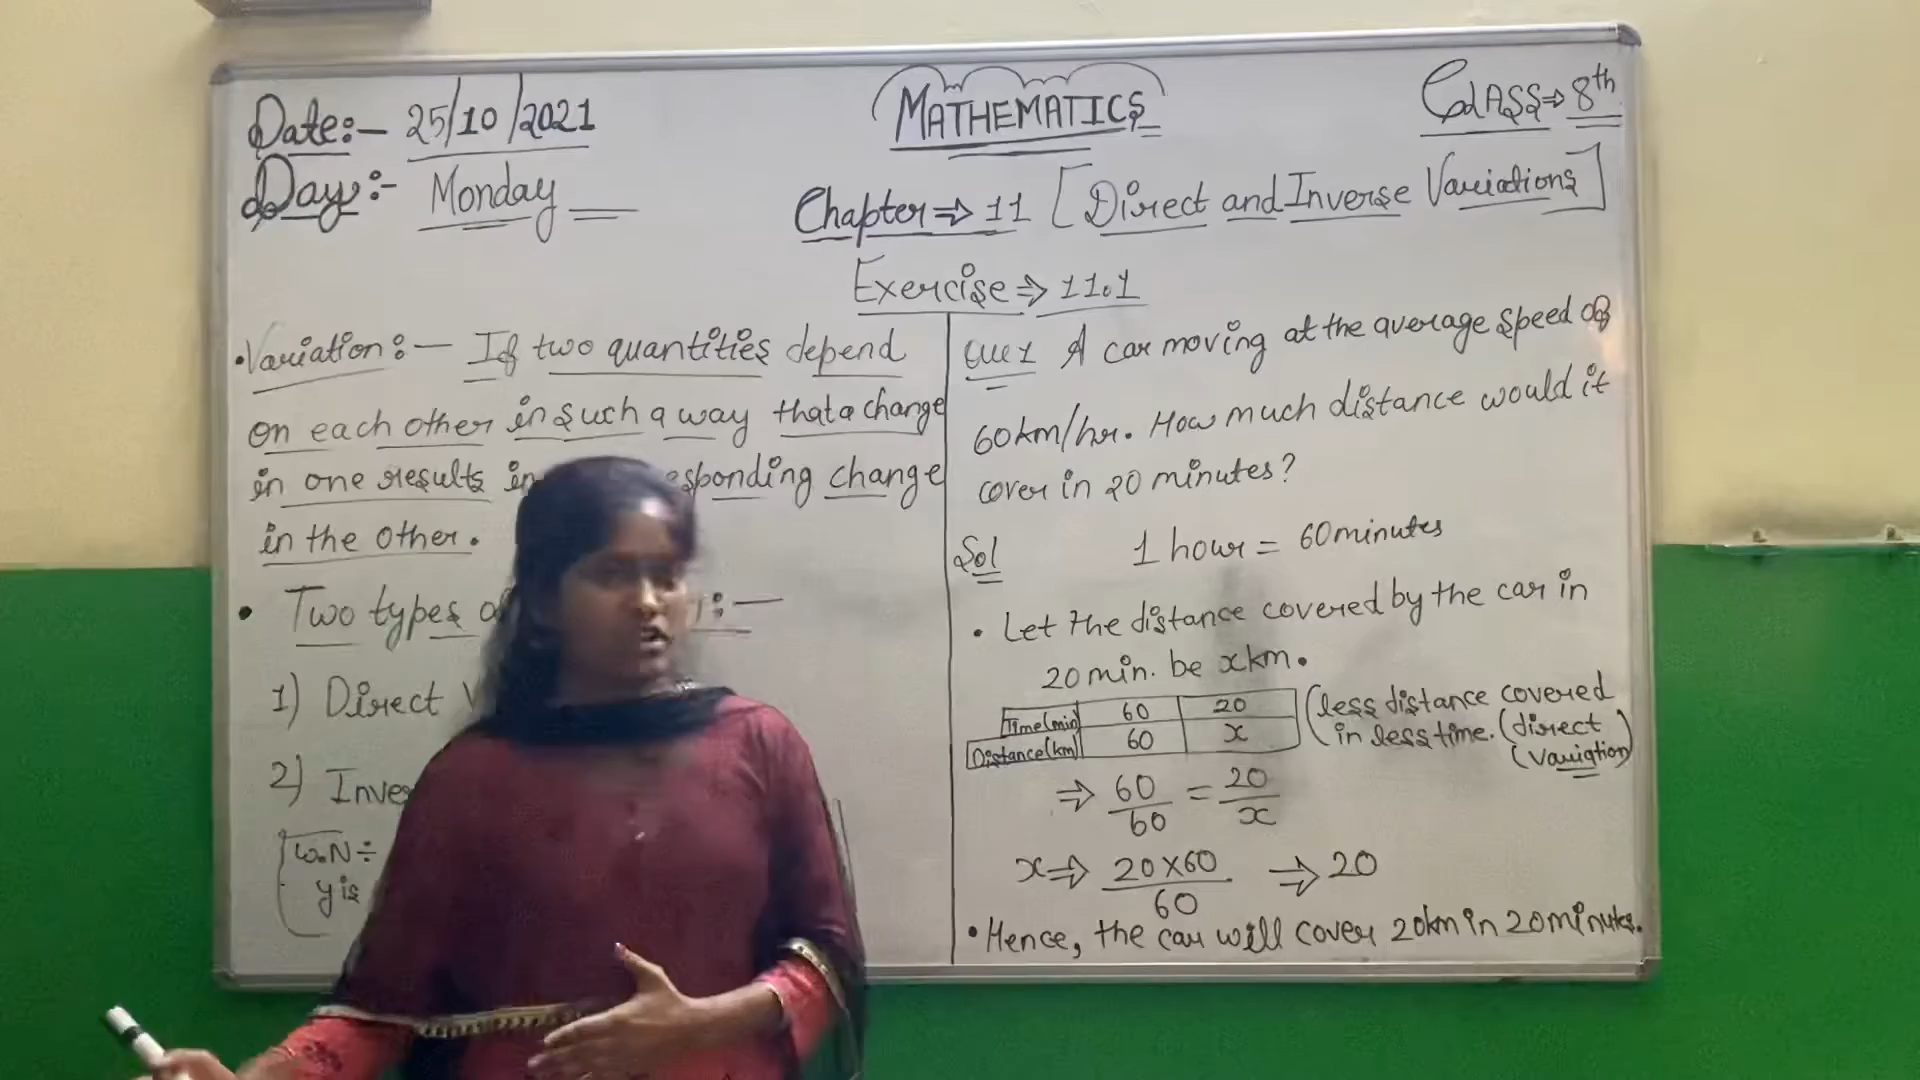 Date:- 25/10/2021
Day:- Monday
MATHEMATICS
CLASS⇒ 8th
Chapter⇒ 11 [Direct and Inverse Variations]
Exercise⇒ 11.1
• Variation:- If two quantities depend
on each other in such a way that a change
in one results in esponding change
in the other.
• Two types :-
1) Direct
2) Inve
w.N÷
y is
Que 1 A car moving at the average speed of
60km/hr. How much distance would it
cover in 20 minutes?
Sol 1 hour = 60 minutes
• Let the distance covered by the car in
20 min. be x km.
Time(min) 60 20
Distance(km) 60 x
(less distance covered
in less time. (direct
(variation)
⇒ 60/60 = 20/x
x⇒ 20×60/60 ⇒ 20
• Hence, the car will cover 20km in 20 minutes.